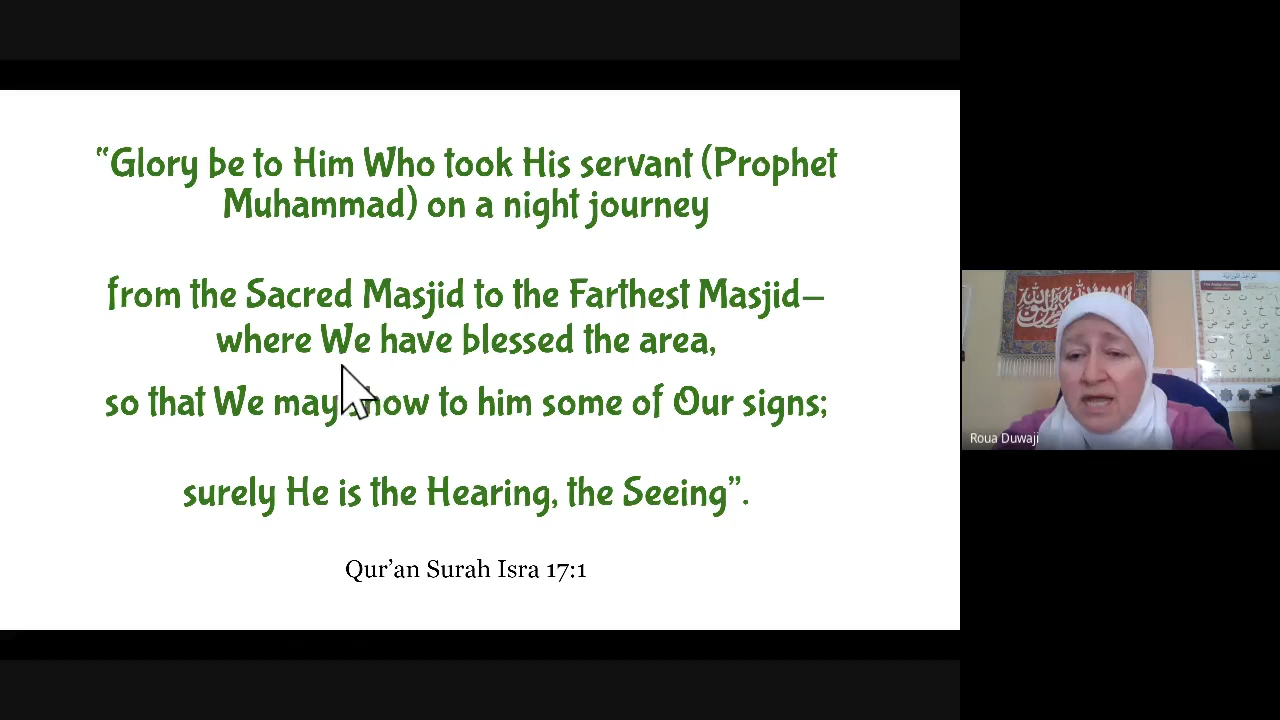 “Glory be to Him Who took His servant (Prophet
Muhammad) on a night journey
from the Sacred Masjid to the Farthest Masjid–
where We have blessed the area,
so that We may show to him some of Our signs;
surely He is the Hearing, the Seeing”.
Qur’an Surah Isra 17:1
Roua Duwaji